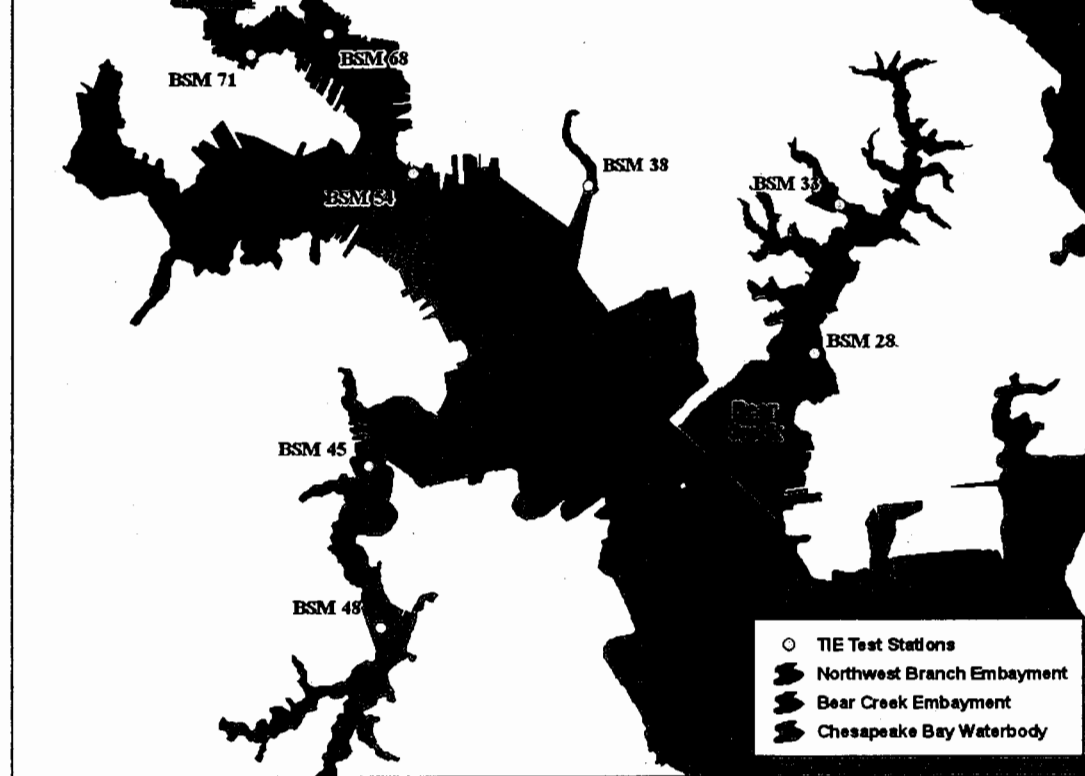 BSM 68
BSM 71
BSM 38
BSM 33
BSM 54
BSM 28
Bear
BSM 45
BSM 48
TIE Test Stations
Northwest Branch Embayment
Bear Creek Embayment
Chesapeake Bay Waterbody